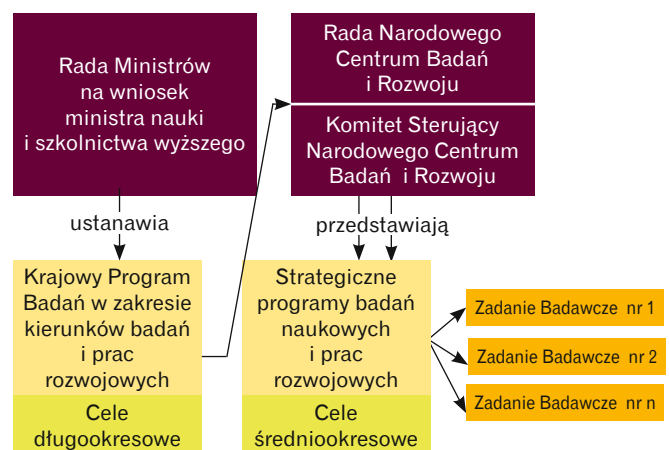 Rada Ministrów
na wniosek
ministra nauki
i szkolnictwa wyższego
ustanawia
Krajowy Program
Badań w zakresie
kierunków badań
i prac
rozwojowych
Cele
długookresowe
Rada Narodowego
Centrum Badań
i Rozwoju
Komitet Sterujący
Narodowego Centrum
Badań i Rozwoju
przedstawiają
Strategiczne
programy badań
naukowych
i prac
rozwojowych
Cele
średniookresowe
Zadanie Badawcze nr 1
Zadanie Badawcze nr 2
Zadanie Badawcze nr n